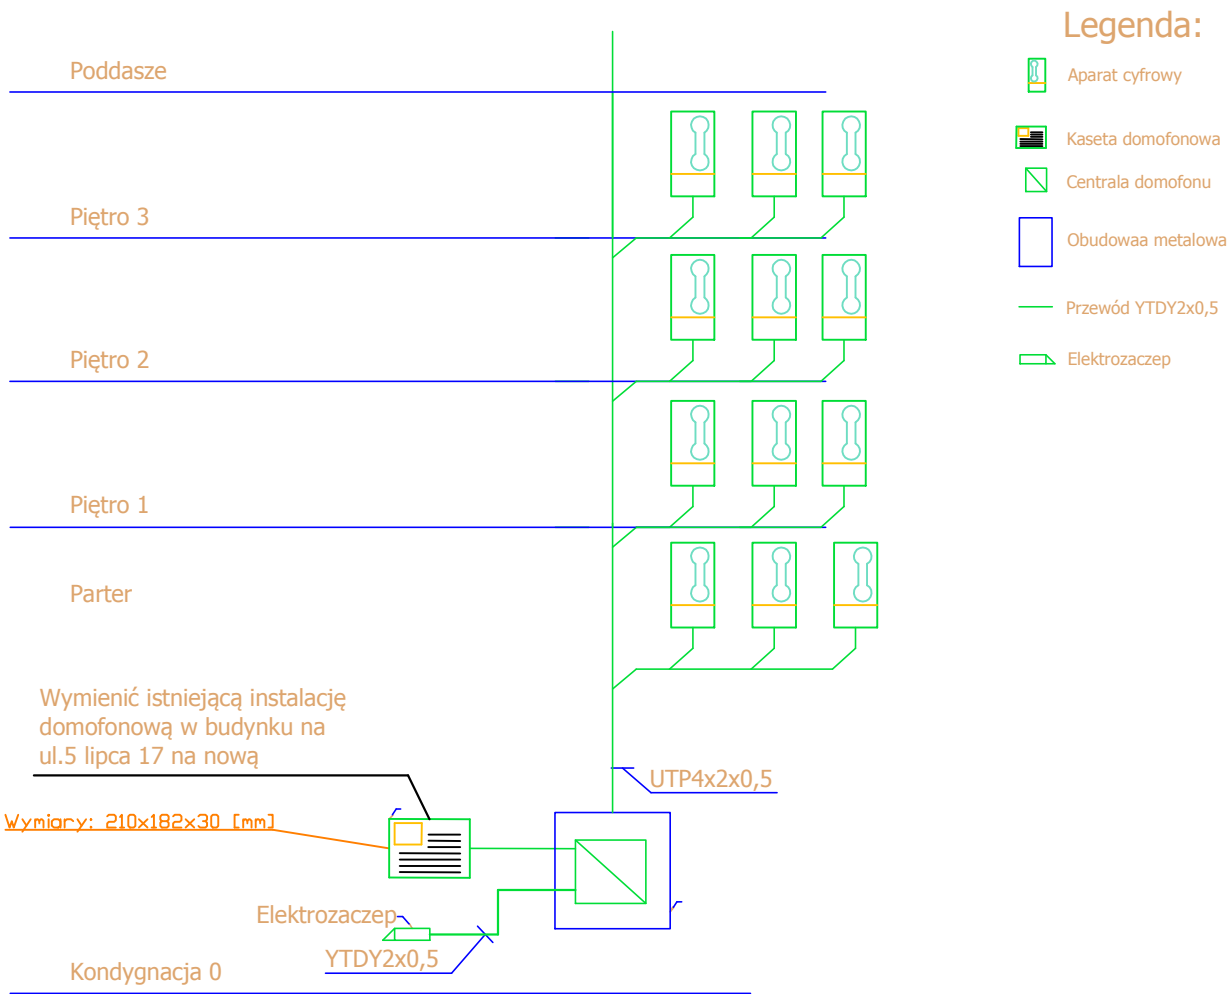 Legenda:
Poddasze
Aparat cyfrowy
Kaseta domofonowa
Centrala domofonu
Piętro 3
Obudowaa metalowa
Przewód YTDY2x0,5
Piętro 2
Elektrozaczep
Piętro 1
Parter
Wymienić istniejącą instalację
domofonową w budynku na
ul.5 lipca 17 na nową
UTP4x2x0,5
Wymiary: 210x182x30 [mm]
Elektrozaczep
YTDY2x0,5
Kondygnacja 0